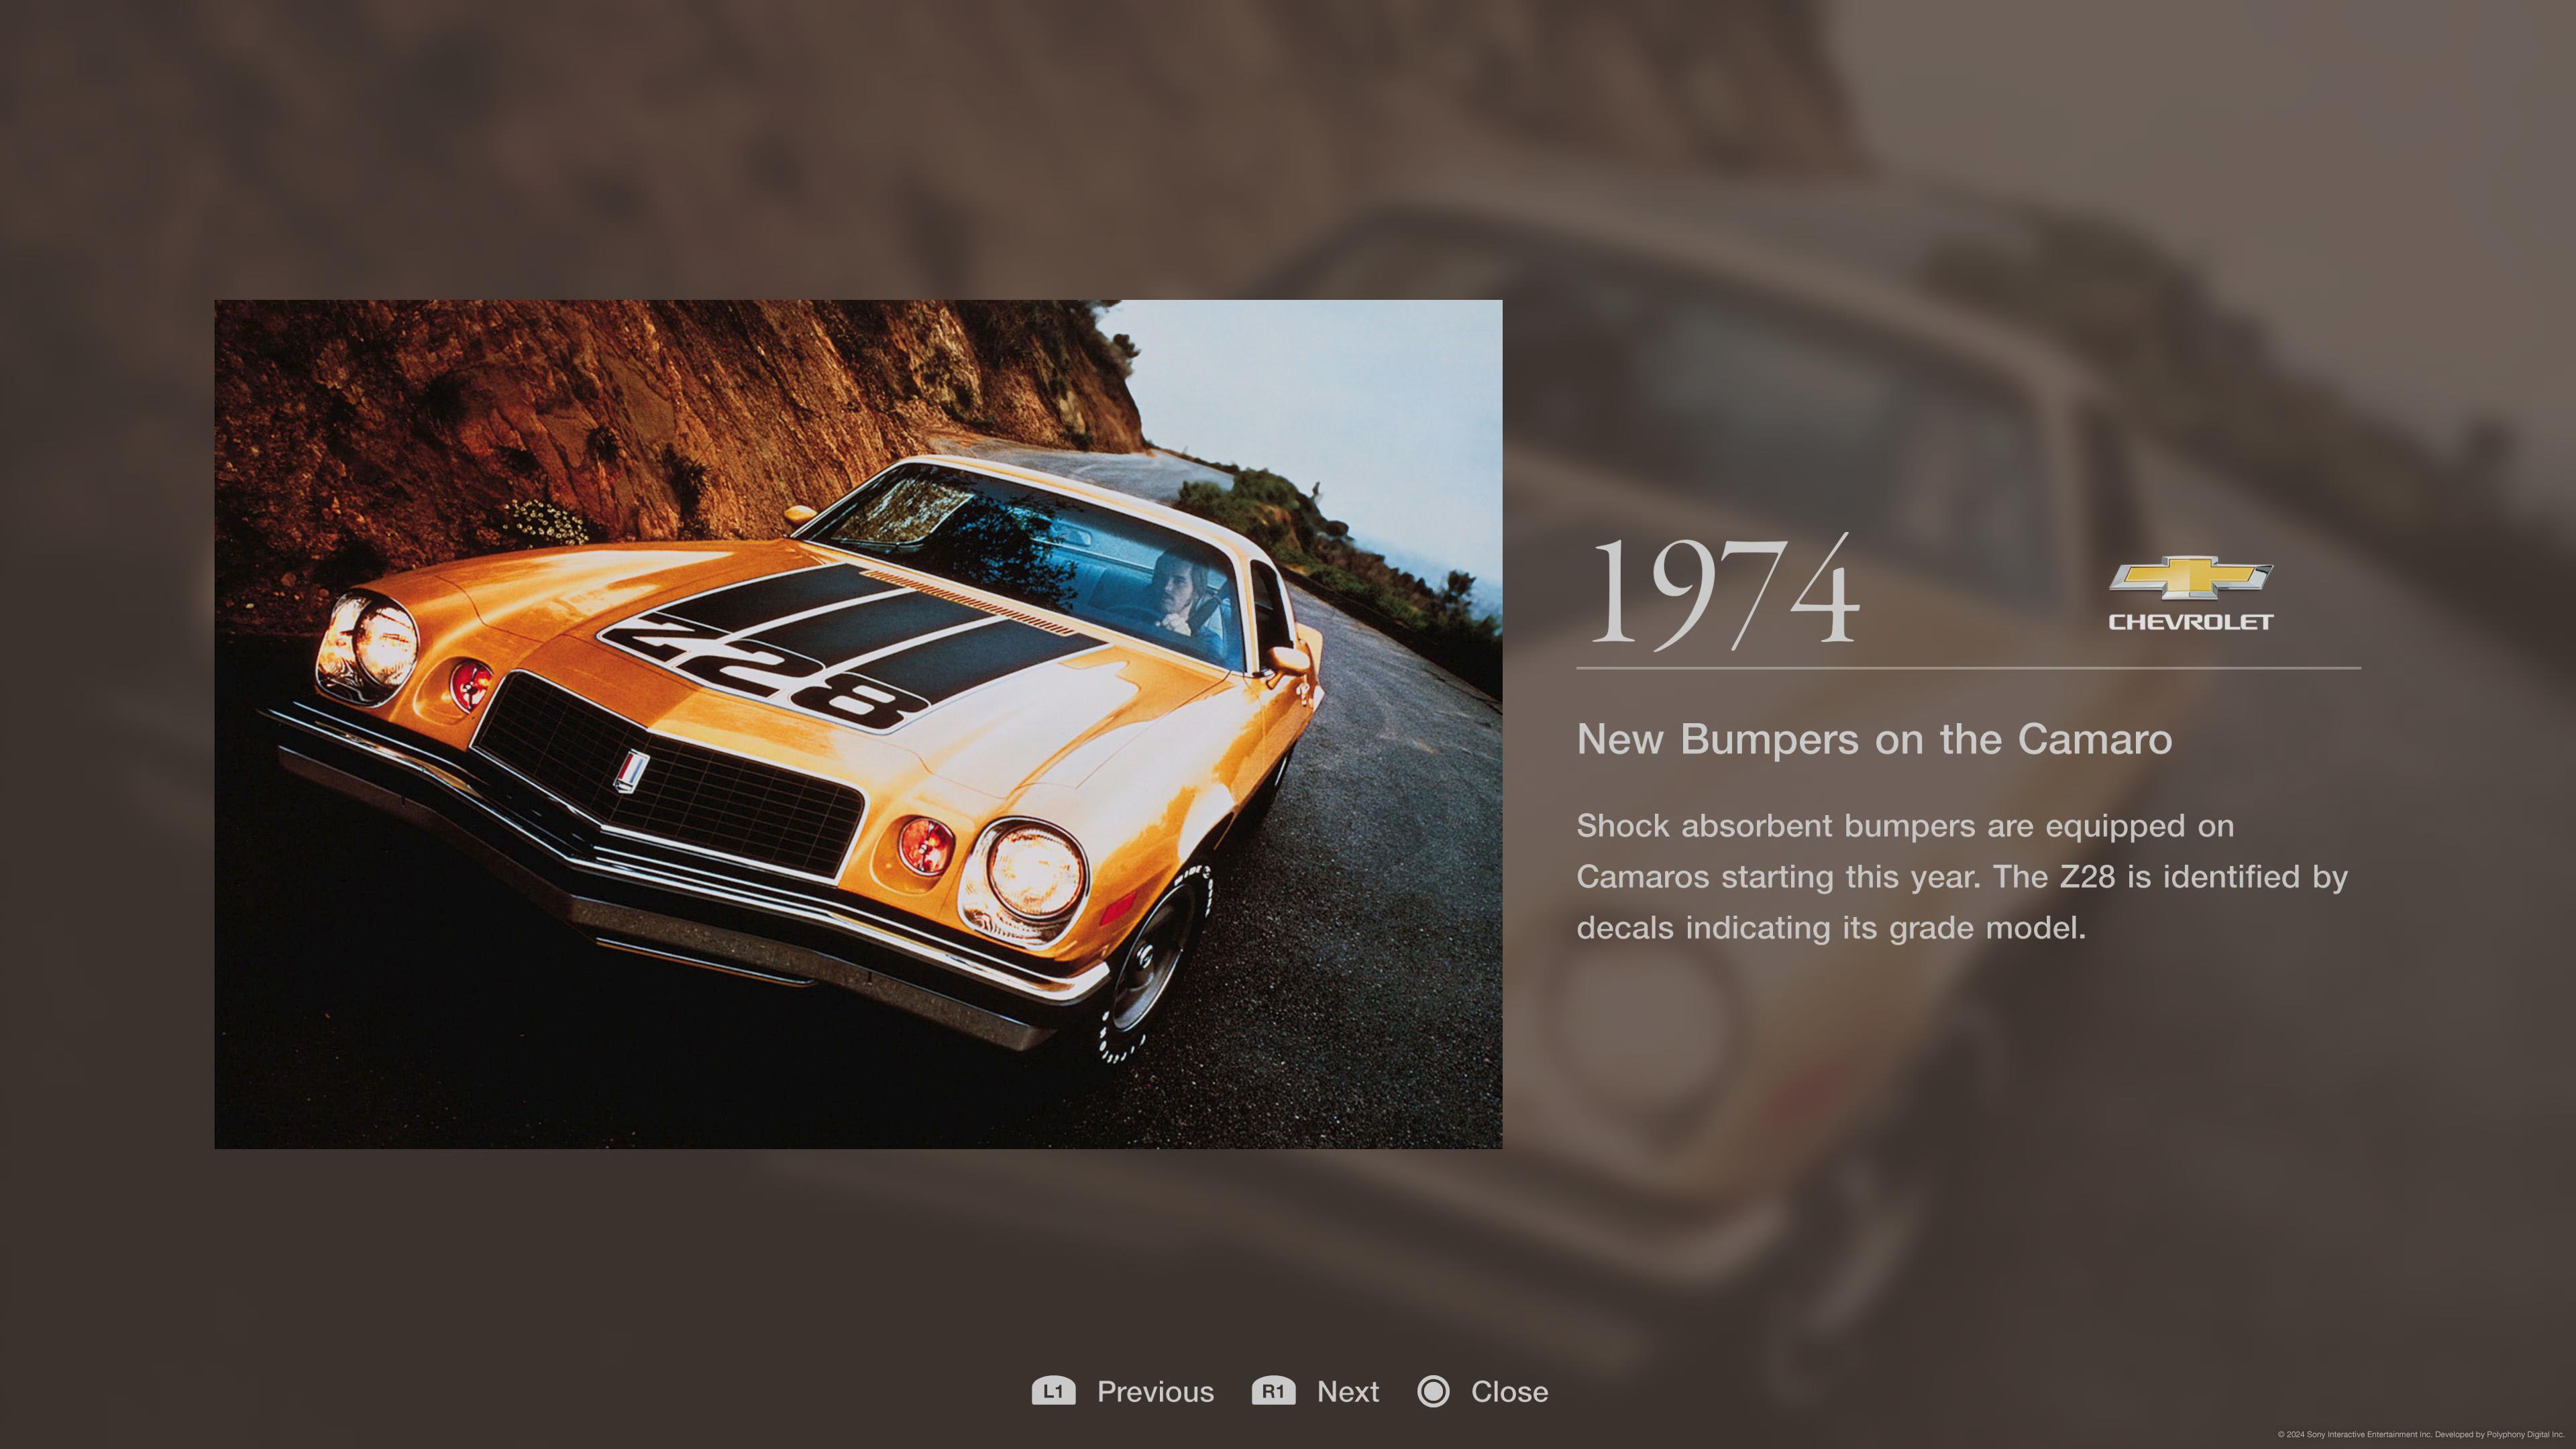 Z28
1974
CHEVROLET
New Bumpers on the Camaro
Shock absorbent bumpers are equipped on
Camaros starting this year. The Z28 is identified by
decals indicating its grade model.
L1 Previous R1 Next Close
© 2024 Sony Interactive Entertainment Inc. Developed by Polyphony Digital Inc.